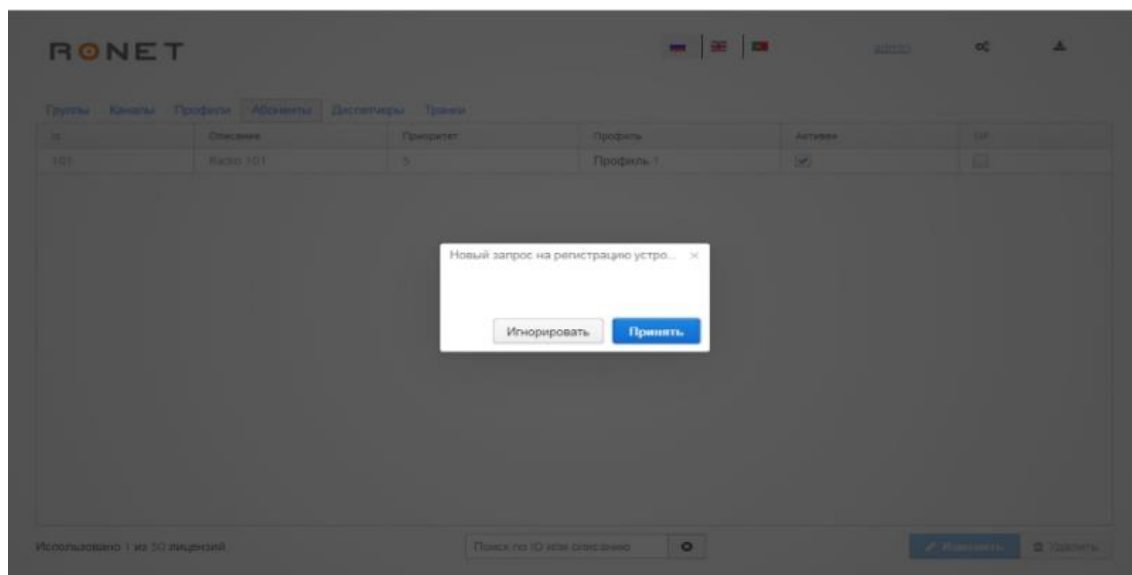 RONET
admin
Группы Каналы Профили Абоненты Диспетчеры Транки
Id Описание Приоритет Профиль Активен
101 Radio 101 5 Профиль 1
Новый запрос на регистрацию устро... ×
Игнорировать Принять
Использовано 1 из 50 лицензий Поиск по ID или описанию Изменить Удалить